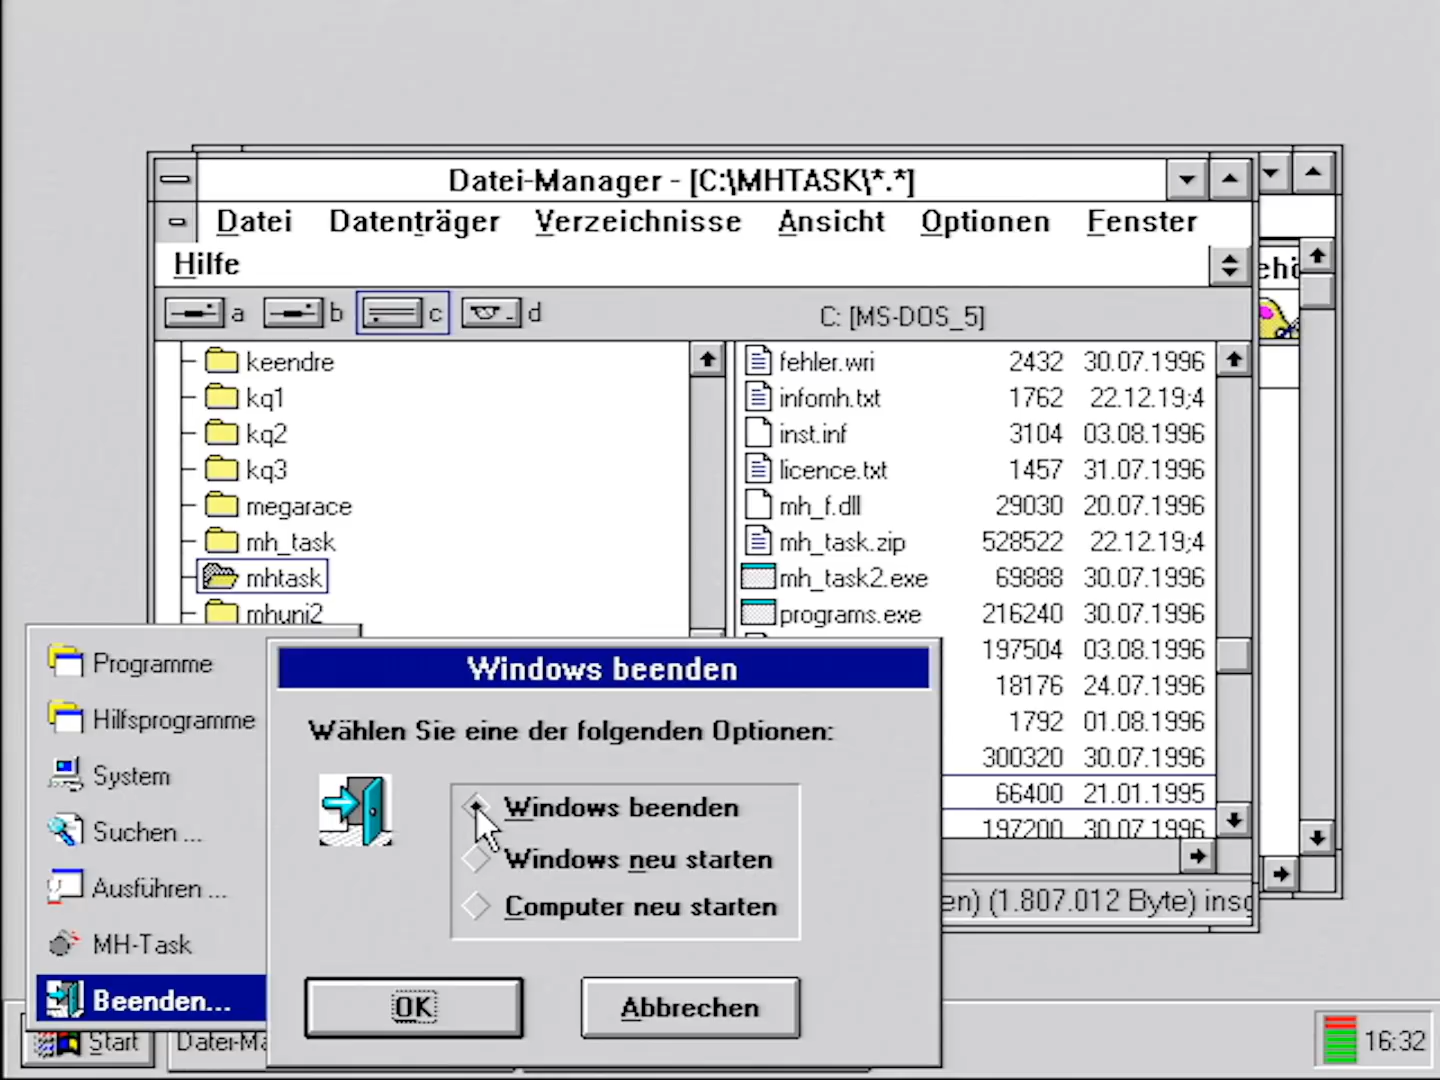 Datei-Manager - [C:\MHTASK\*.*]
Datei Datenträger Verzeichnisse Ansicht Optionen Fenster
Hilfe
a b c d C: [MS-DOS_5]
keendre
kq1
kq2
kq3
megarace
mh_task
mhtask
mhuni2
fehler.wri 2432 30.07.1996
infomh.txt 1762 22.12.19;4
inst.inf 3104 03.08.1996
licence.txt 1457 31.07.1996
mh_f.dll 29030 20.07.1996
mh_task.zip 528522 22.12.19;4
mh_task2.exe 69888 30.07.1996
programs.exe 216240 30.07.1996
197504 03.08.1996
18176 24.07.1996
1792 01.08.1996
300320 30.07.1996
66400 21.01.1995
197200 30.07.1996
en) (1.807.012 Byte) insg
Programme
Hilfsprogramme
System
Suchen ...
Ausführen ...
MH-Task
Beenden...
Windows beenden
Wählen Sie eine der folgenden Optionen:
Windows beenden
Windows neu starten
Computer neu starten
OK Abbrechen
Start Datei-Ma
16:32